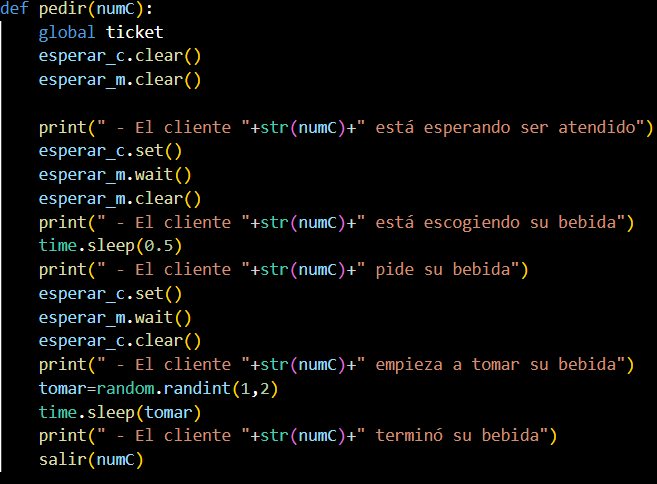 def pedir(numC):
    global ticket
    esperar_c.clear()
    esperar_m.clear()

    print(" - El cliente "+str(numC)+" está esperando ser atendido")
    esperar_c.set()
    esperar_m.wait()
    esperar_m.clear()
    print(" - El cliente "+str(numC)+" está escogiendo su bebida")
    time.sleep(0.5)
    print(" - El cliente "+str(numC)+" pide su bebida")
    esperar_c.set()
    esperar_m.wait()
    esperar_c.clear()
    print(" - El cliente "+str(numC)+" empieza a tomar su bebida")
    tomar=random.randint(1,2)
    time.sleep(tomar)
    print(" - El cliente "+str(numC)+" terminó su bebida")
    salir(numC)